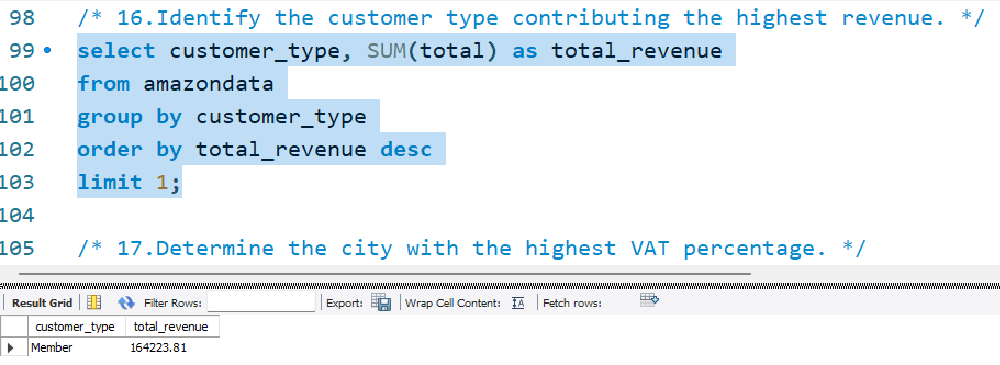 98 /* 16.Identify the customer type contributing the highest revenue. */
99 select customer_type, SUM(total) as total_revenue
100 from amazondata
101 group by customer_type
102 order by total_revenue desc
103 limit 1;
104
105 /* 17.Determine the city with the highest VAT percentage. */
Result Grid Filter Rows: Export: Wrap Cell Content: Fetch rows:
customer_type total_revenue
Member 164223.81